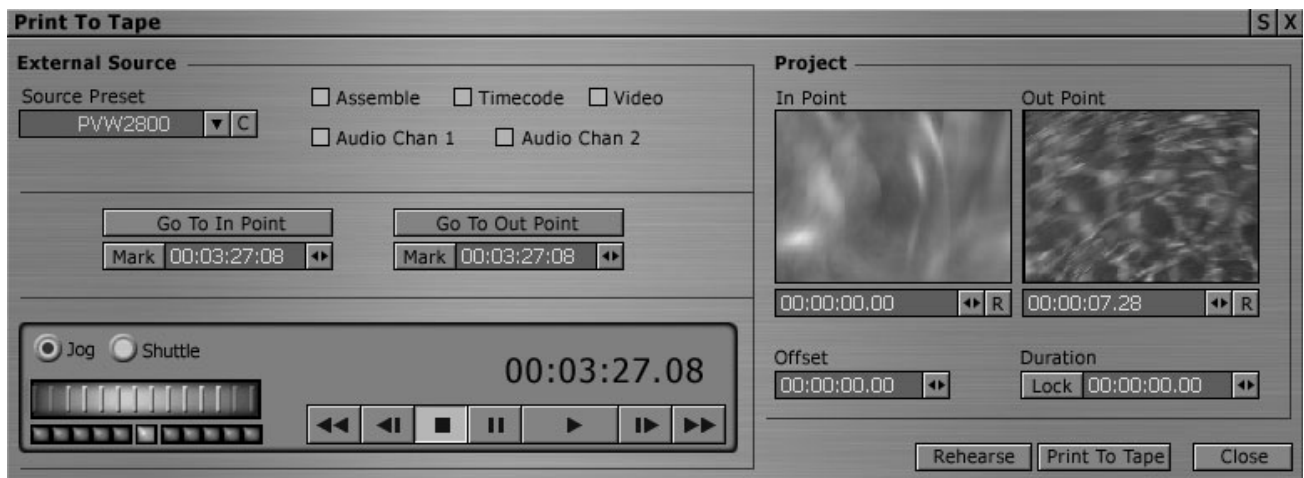 Print To Tape S X
External Source
Source Preset
PVW2800 C
Assemble Timecode Video
Audio Chan 1 Audio Chan 2
Go To In Point Go To Out Point
Mark 00:03:27:08 Mark 00:03:27:08
Jog Shuttle
00:03:27.08
Project
In Point Out Point
00:00:00.00 R 00:00:07.28 R
Offset Duration
00:00:00.00 Lock 00:00:00.00
Rehearse Print To Tape Close